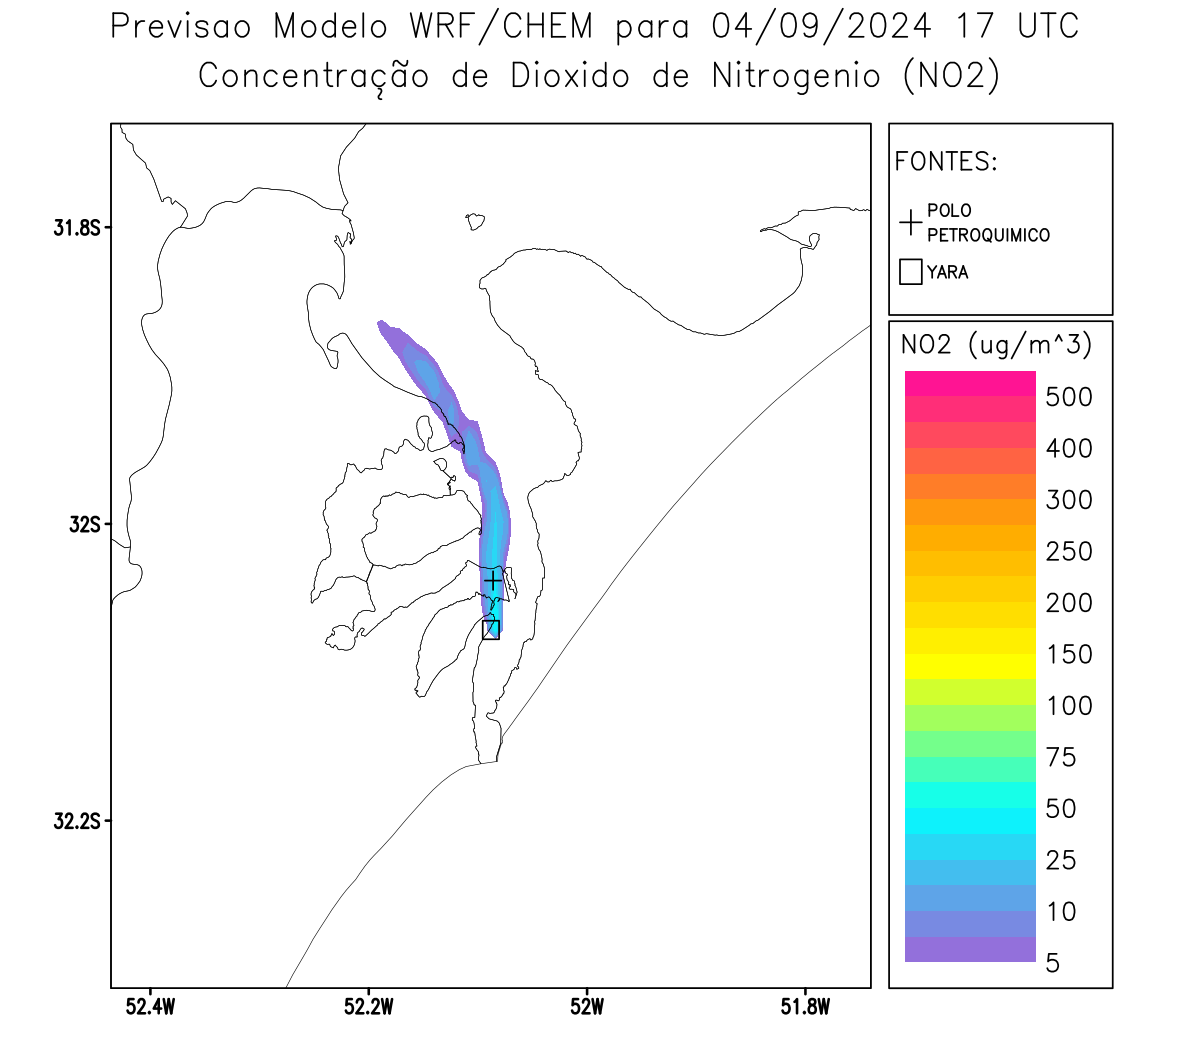 Previsao Modelo WRF/CHEM para 04/09/2024 17 UTC
Concentração de Dioxido de Nitrogenio (NO2)
FONTES:
POLO
PETROQUIMICO
YARA
31.8S
32S
32.2S
52.4W
52.2W
52W
51.8W
NO2 (ug/m^3)
500
400
300
250
200
150
100
75
50
25
10
5